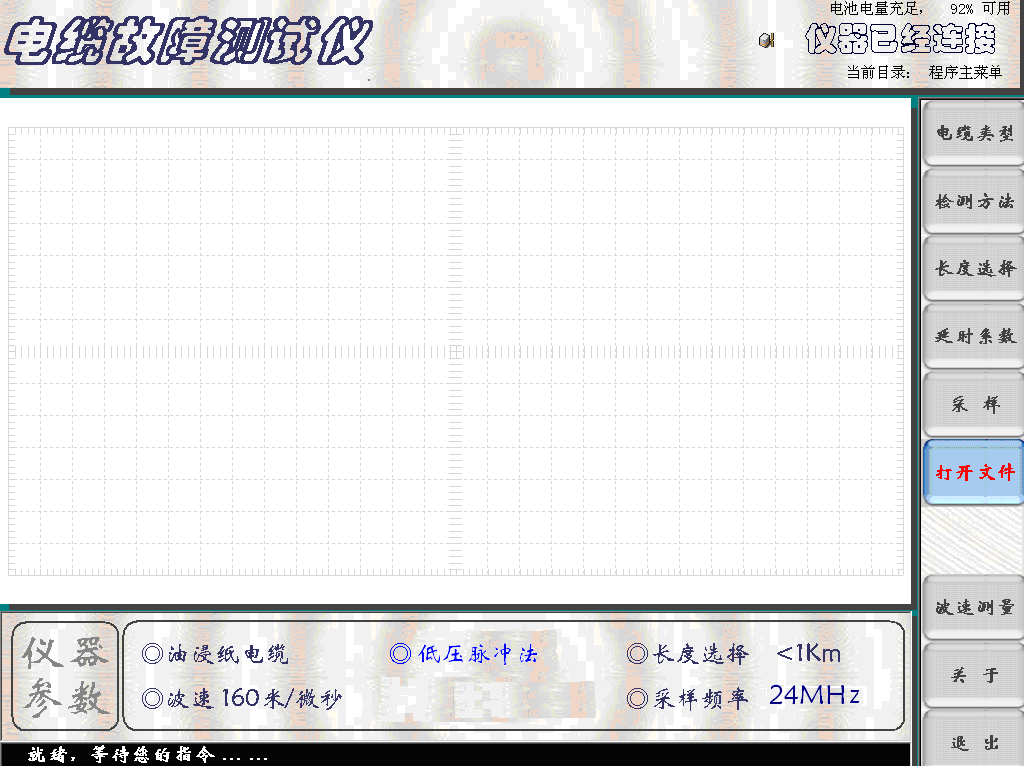 电池电量充足， 92% 可用
电缆故障测试仪
仪器已经连接
当前目录： 程序主菜单
电缆类型
检测方法
长度选择
延时系数
采 样
打开文件
波速测量
关 于
退 出
仪器
参数
◎油浸纸电缆 ◎低压脉冲法 ◎长度选择 <1Km
◎波速160米/微秒 ◎采样频率 24MHz
就绪，等待您的指令... ...